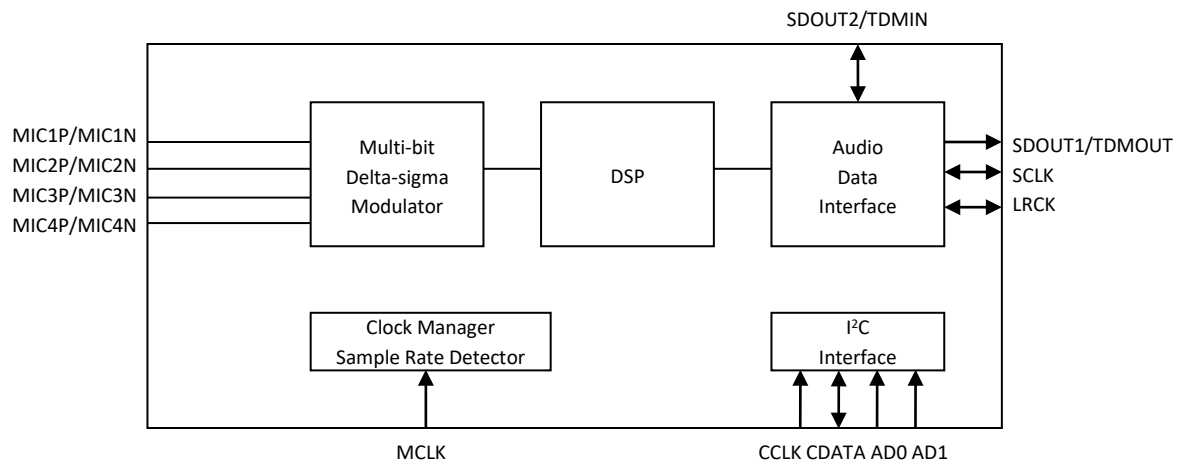 SDOUT2/TDMIN
MIC1P/MIC1N
MIC2P/MIC2N
MIC3P/MIC3N
MIC4P/MIC4N
Multi-bit
Delta-sigma
Modulator
DSP
Audio
Data
Interface
SDOUT1/TDMOUT
SCLK
LRCK
Clock Manager
Sample Rate Detector
I²C
Interface
MCLK
CCLK CDATA AD0 AD1